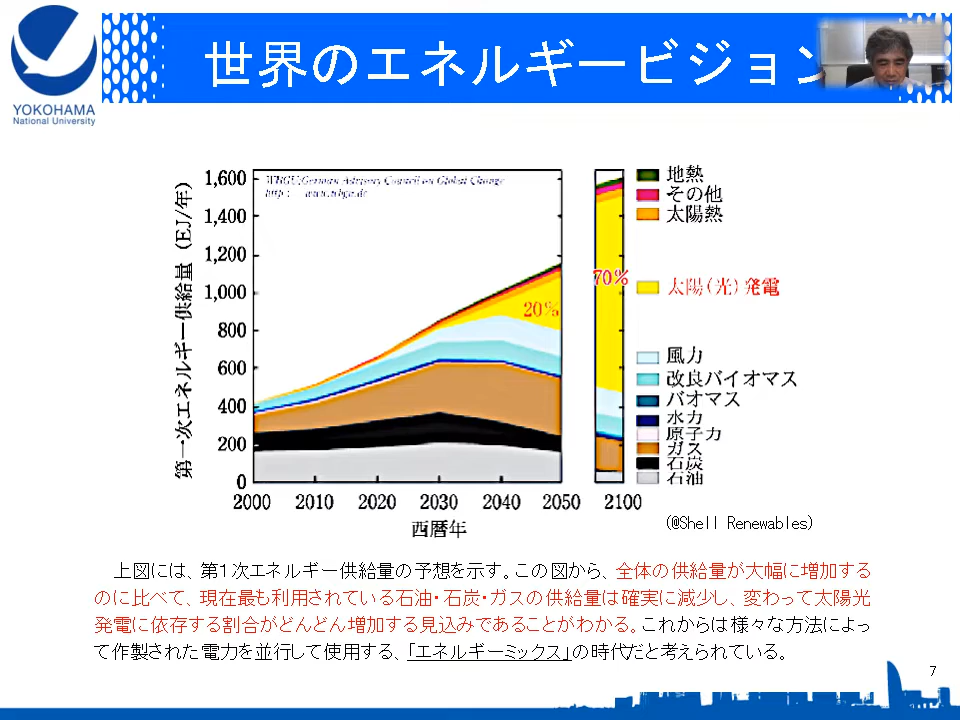 世界のエネルギービジョン
YOKOHAMA
National University
第一次エネルギー供給量 (EJ/年)
1,600
1,400
1,200
1,000
800
600
400
200
0
WBGU/German Advisory Council on Global Change
20%
70%
2000 2010 2020 2030 2040 2050 2100
西暦年
地熱
その他
太陽熱
太陽(光)発電
風力
改良バイオマス
バオマス
水力
原子力
ガス
石炭
石油
(@Shell Renewables)
上図には、第1次エネルギー供給量の予想を示す。この図から、全体の供給量が大幅に増加する
のに比べて、現在最も利用されている石油・石炭・ガスの供給量は確実に減少し、変わって太陽光
発電に依存する割合がどんどん増加する見込みであることがわかる。これからは様々な方法によっ
て作製された電力を並行して使用する、「エネルギーミックス」の時代だと考えられている。
7